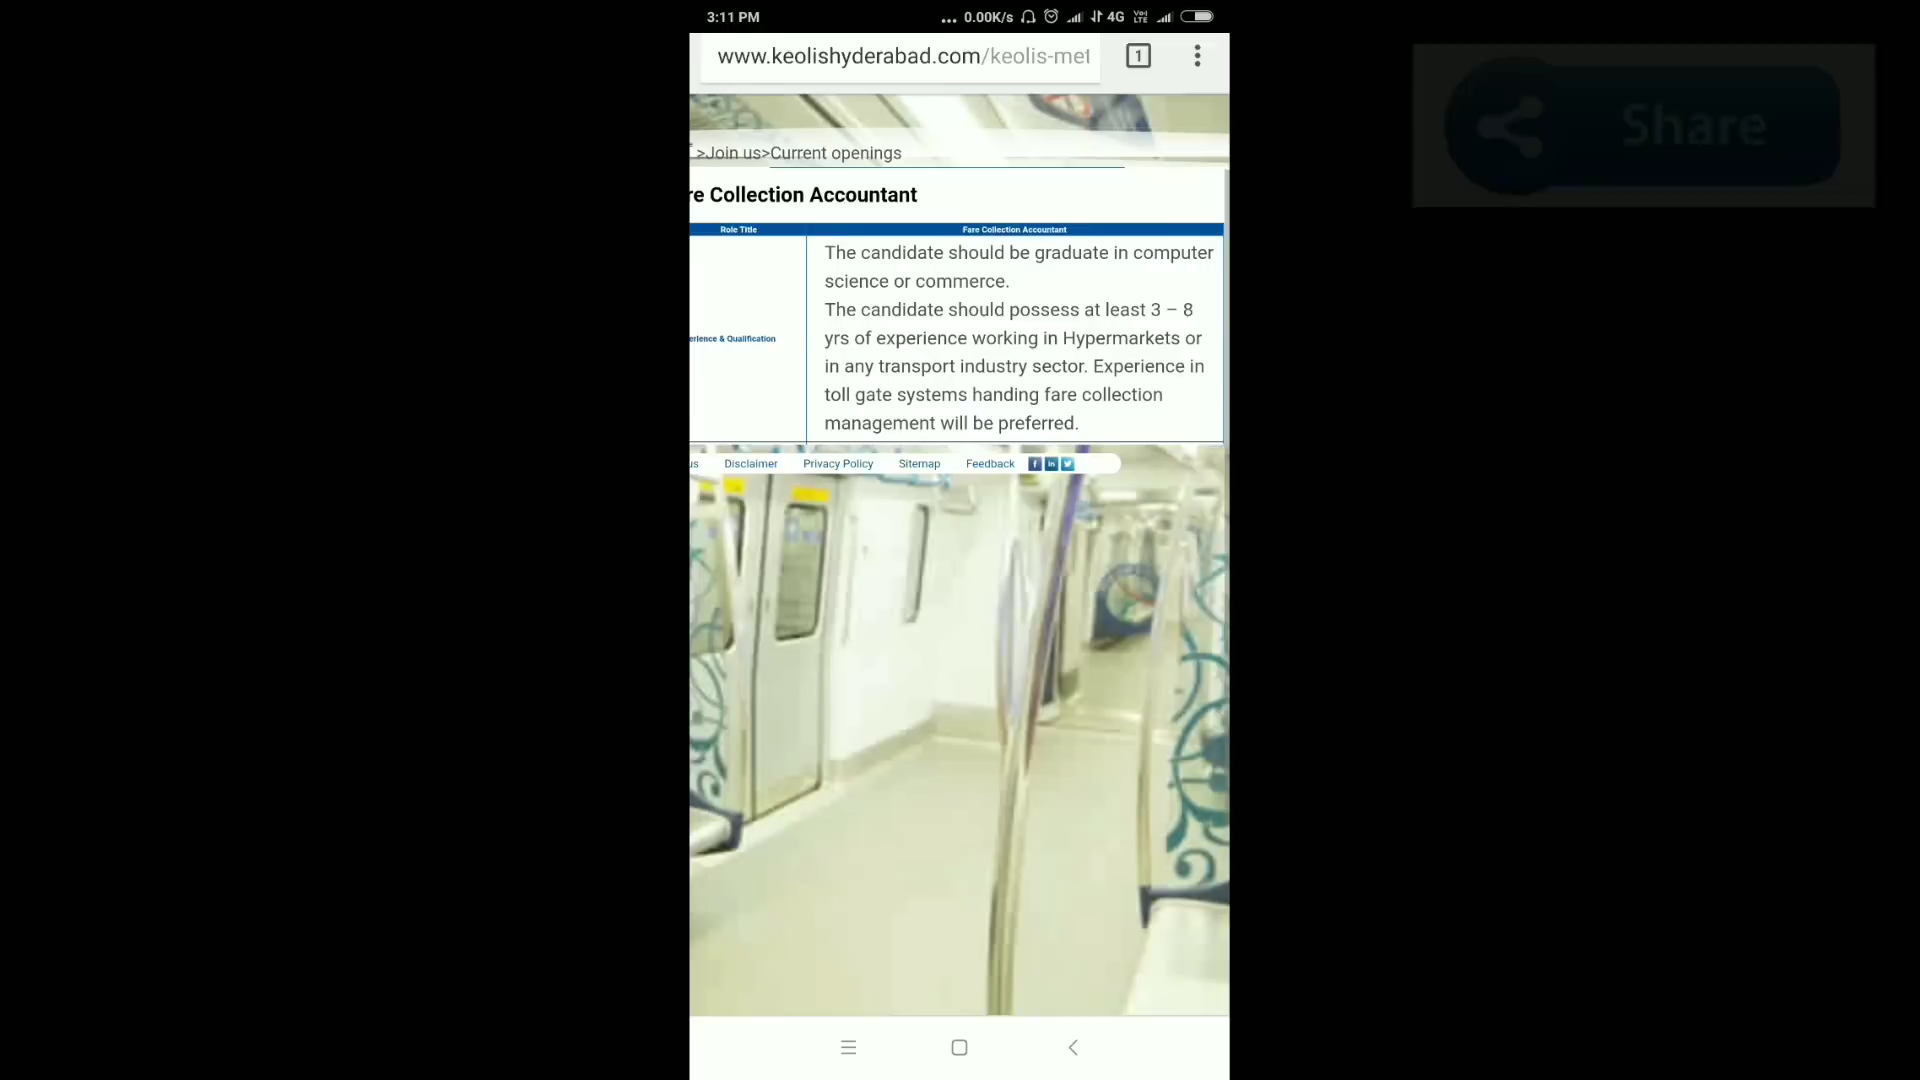 3:11 PM
... 0.00K/s 4G VoLTE
www.keolishyderabad.com/keolis-met
1
Share
>Join us>Current openings
re Collection Accountant
Role Title
Fare Collection Accountant
The candidate should be graduate in computer
science or commerce.
The candidate should possess at least 3 – 8
yrs of experience working in Hypermarkets or
in any transport industry sector. Experience in
toll gate systems handing fare collection
management will be preferred.
erience & Qualification
us Disclaimer Privacy Policy Sitemap Feedback